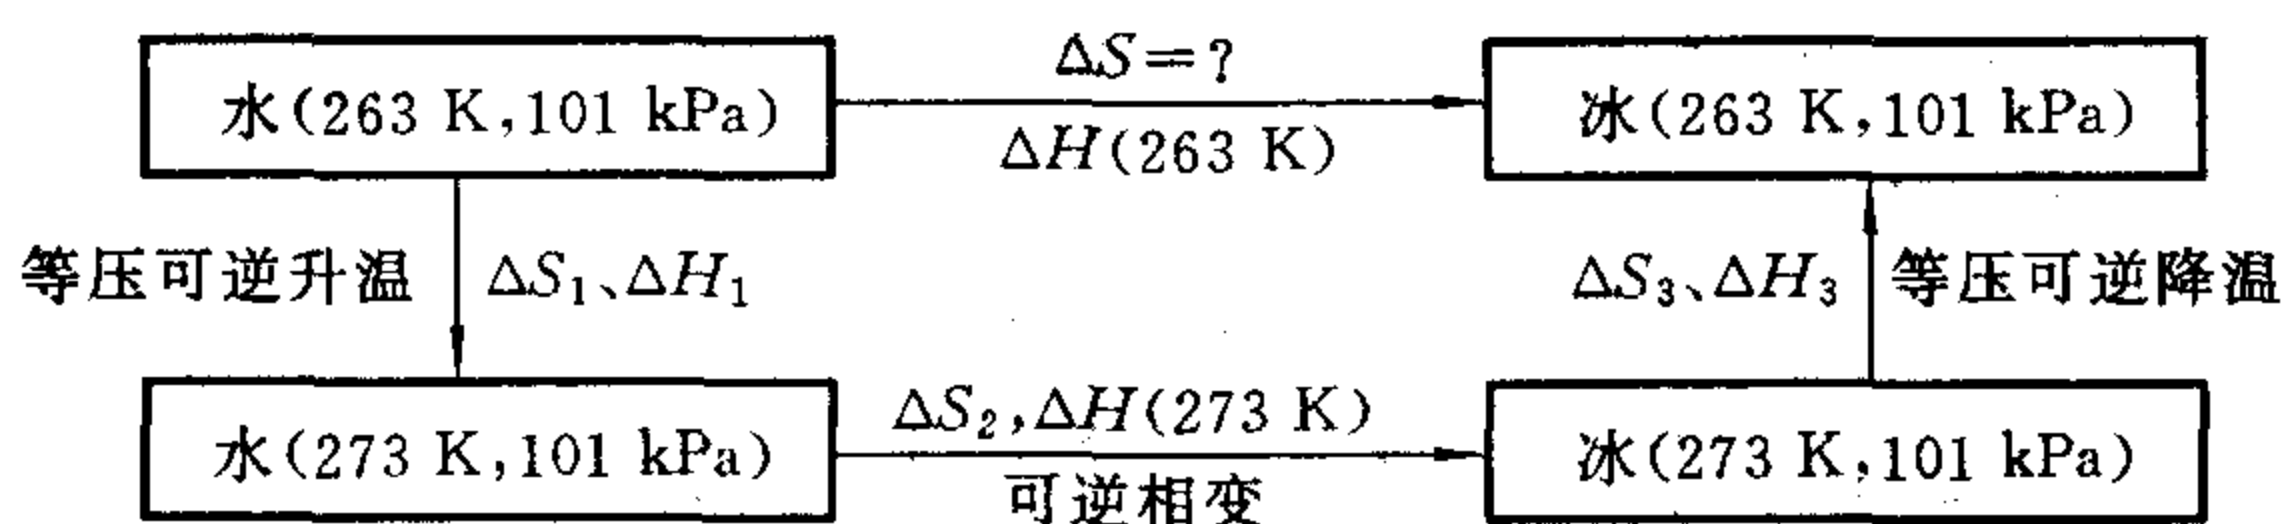 水(263 K,101 kPa)
ΔS=?
ΔH(263 K)
冰(263 K,101 kPa)
等压可逆升温
ΔS₁、ΔH₁
ΔS₃、ΔH₃
等压可逆降温
水(273 K,101 kPa)
ΔS₂,ΔH(273 K)
可逆相变
冰(273 K,101 kPa)